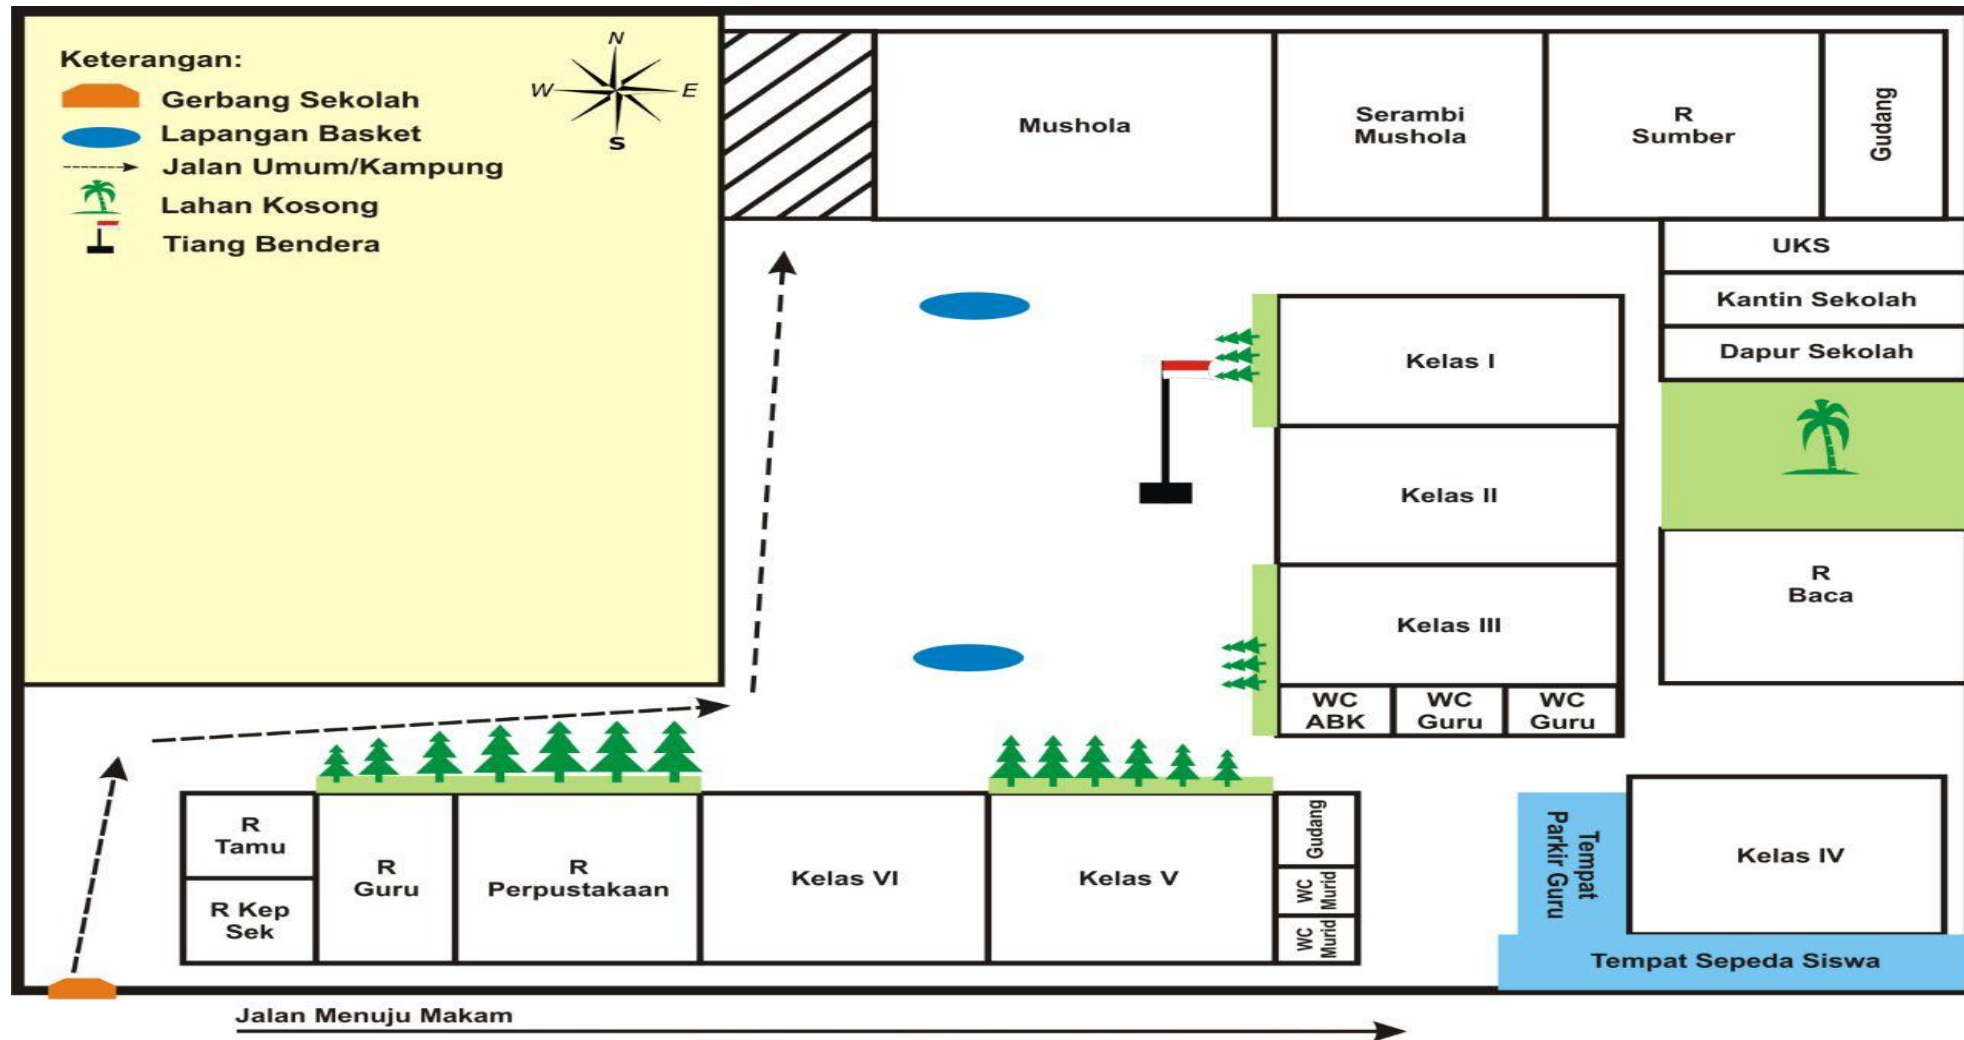 Keterangan:
Gerbang Sekolah
Lapangan Basket
Jalan Umum/Kampung
Lahan Kosong
Tiang Bendera
N
W
E
S
Mushola
Serambi
Mushola
R
Sumber
Gudang
UKS
Kantin Sekolah
Dapur Sekolah
Kelas I
Kelas II
Kelas III
R
Baca
WC
ABK
WC
Guru
WC
Guru
R
Tamu
R Kep
Sek
R
Guru
R
Perpustakaan
Kelas VI
Kelas V
Gudang
WC
Murid
WC
Murid
Tempat
Parkir Guru
Kelas IV
Tempat Sepeda Siswa
Jalan Menuju Makam